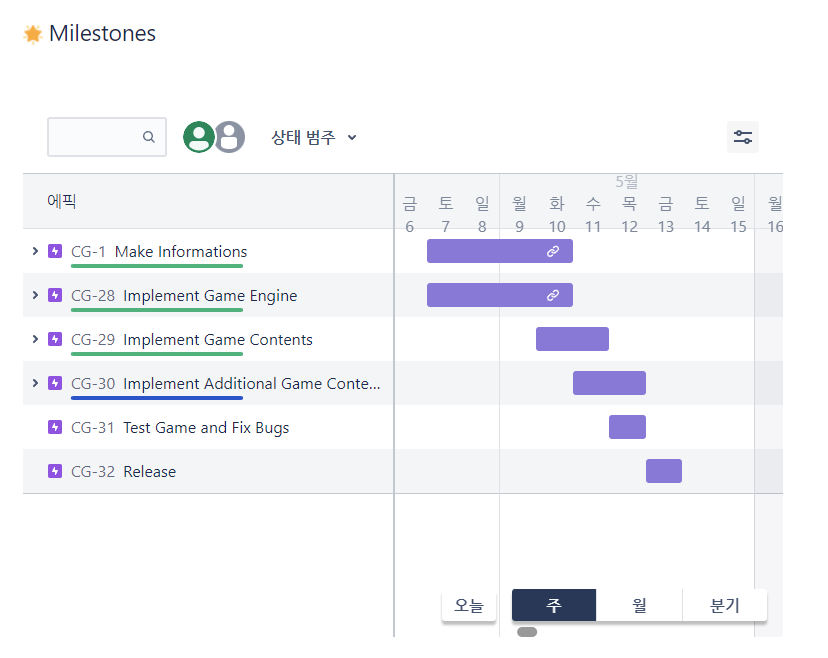 Milestones
상태 범주
에픽
5월
금 토 일 월 화 수 목 금 토 일 월
6 7 8 9 10 11 12 13 14 15 16
CG-1 Make Informations
CG-28 Implement Game Engine
CG-29 Implement Game Contents
CG-30 Implement Additional Game Conte...
CG-31 Test Game and Fix Bugs
CG-32 Release
오늘 주 월 분기